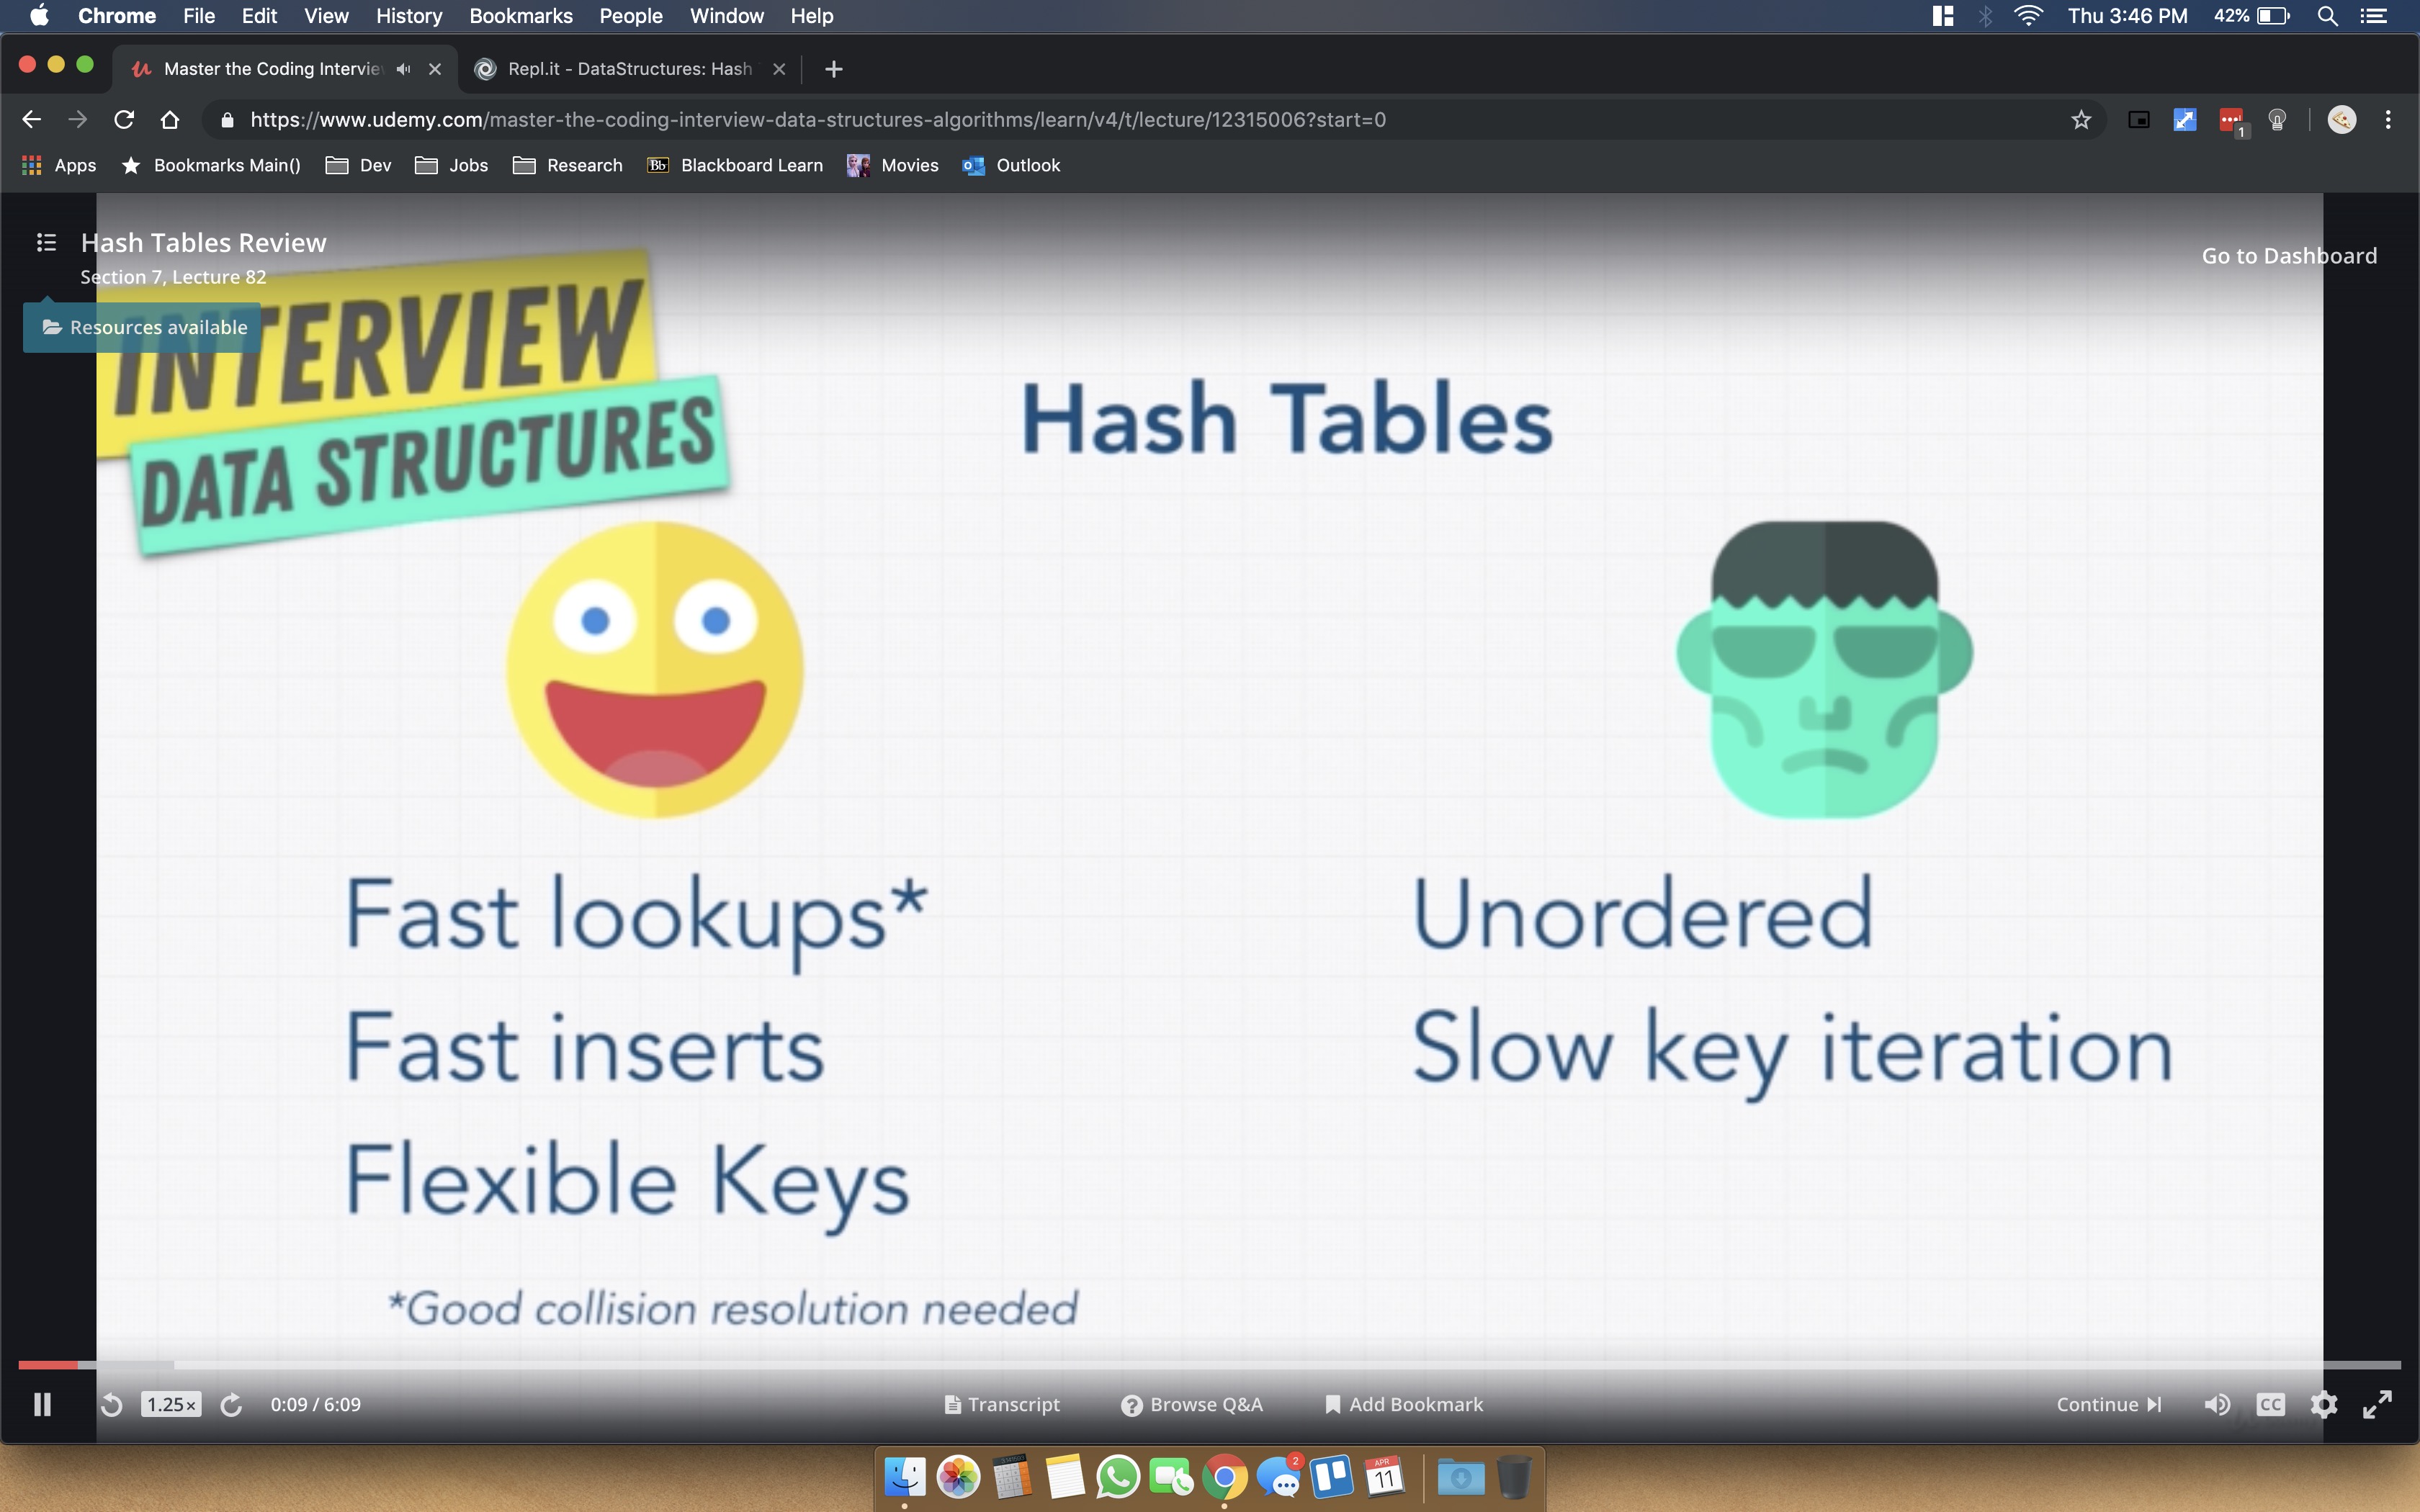 Chrome File Edit View History Bookmarks People Window Help Thu 3:46 PM 42%
Master the Coding Intervie Repl.it - DataStructures: Hash
https://www.udemy.com/master-the-coding-interview-data-structures-algorithms/learn/v4/t/lecture/12315006?start=0 1
Apps Bookmarks Main() Dev Jobs Research Bb Blackboard Learn Movies Outlook
Hash Tables Review
Section 7, Lecture 82
Go to Dashboard
Resources available
INTERVIEW
DATA STRUCTURES
Hash Tables
Fast lookups* Unordered
Fast inserts Slow key iteration
Flexible Keys
*Good collision resolution needed
1.25× 0:09 / 6:09 Transcript Browse Q&A Add Bookmark Continue CC
2 APR
11